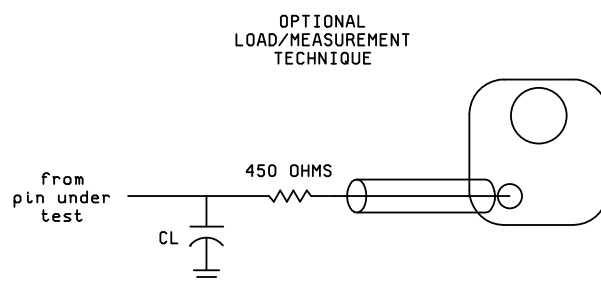 OPTIONAL
LOAD/MEASUREMENT
TECHNIQUE
450 OHMS
from
pin under
test
CL